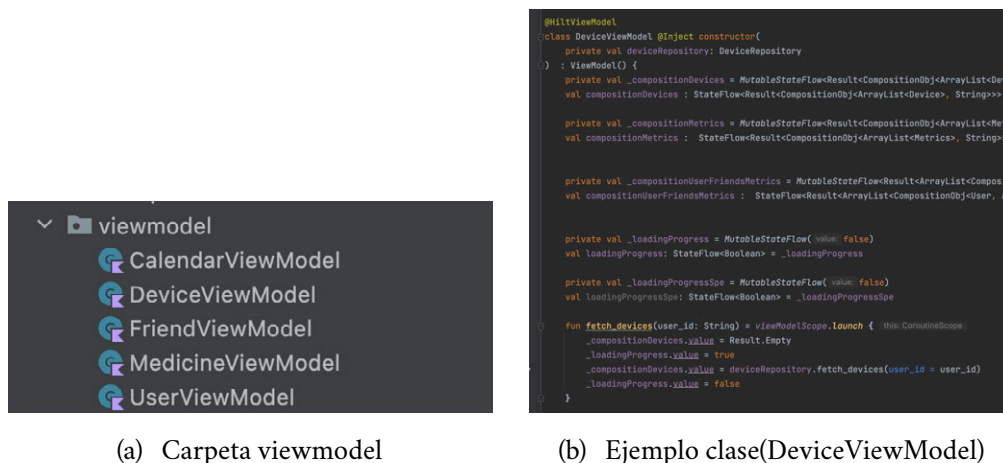 viewmodel
CalendarViewModel
DeviceViewModel
FriendViewModel
MedicineViewModel
UserViewModel
(a) Carpeta viewmodel
@HiltViewModel
class DeviceViewModel @Inject constructor(
private val deviceRepository: DeviceRepository
) : ViewModel() {
private val _compositionDevices = MutableStateFlow<Result<CompositionObj<ArrayList<De
val compositionDevices : StateFlow<Result<CompositionObj<ArrayList<Device>, String>>>
private val _compositionMetrics = MutableStateFlow<Result<CompositionObj<ArrayList<Me
val compositionMetrics : StateFlow<Result<CompositionObj<ArrayList<Metrics>, String>
private val _compositionUserFriendsMetrics = MutableStateFlow<Result<ArrayList<Compos
val compositionUserFriendsMetrics : StateFlow<Result<ArrayList<CompositionObj<User,
private val _loadingProgress = MutableStateFlow( value: false)
val loadingProgress: StateFlow<Boolean> = _loadingProgress
private val _loadingProgressSpe = MutableStateFlow( value: false)
val loadingProgressSpe: StateFlow<Boolean> = _loadingProgressSpe
fun fetch_devices(user_id: String) = viewModelScope.launch { this: CoroutineScope
_compositionDevices.value = Result.Empty
_loadingProgress.value = true
_compositionDevices.value = deviceRepository.fetch_devices(user_id = user_id)
_loadingProgress.value = false
}
(b) Ejemplo clase(DeviceViewModel)